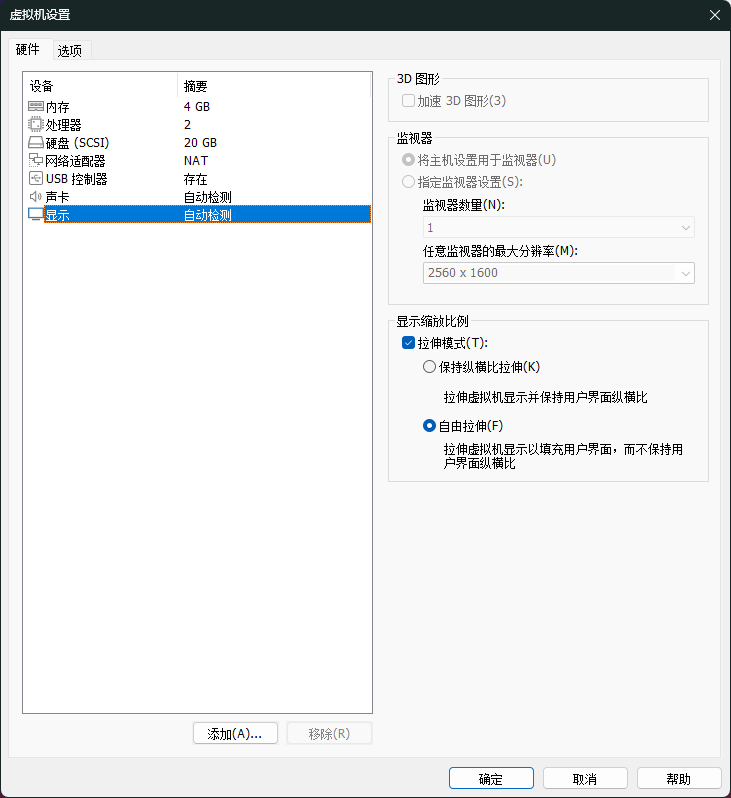 虚拟机设置
硬件 选项
设备 摘要
内存 4 GB
处理器 2
硬盘 (SCSI) 20 GB
网络适配器 NAT
USB 控制器 存在
声卡 自动检测
显示 自动检测
添加(A)... 移除(R)
3D 图形
加速 3D 图形(3)
监视器
将主机设置用于监视器(U)
指定监视器设置(S):
监视器数量(N):
1
任意监视器的最大分辨率(M):
2560 x 1600
显示缩放比例
拉伸模式(T):
保持纵横比拉伸(K)
拉伸虚拟机显示并保持用户界面纵横比
自由拉伸(F)
拉伸虚拟机显示以填充用户界面，而不保持用
户界面纵横比
确定 取消 帮助